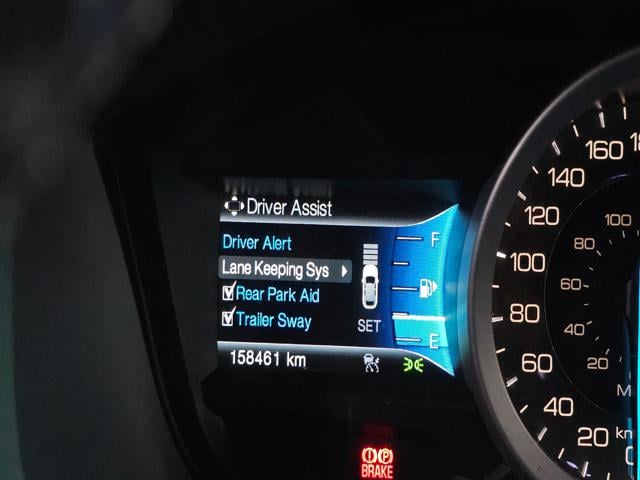 Driver Assist
Driver Alert
Lane Keeping Sys
Rear Park Aid
Trailer Sway
SET
F
E
158461 km
BRAKE
160
140
120
100
80
60
40
20
100
80
60
40
20
M
km